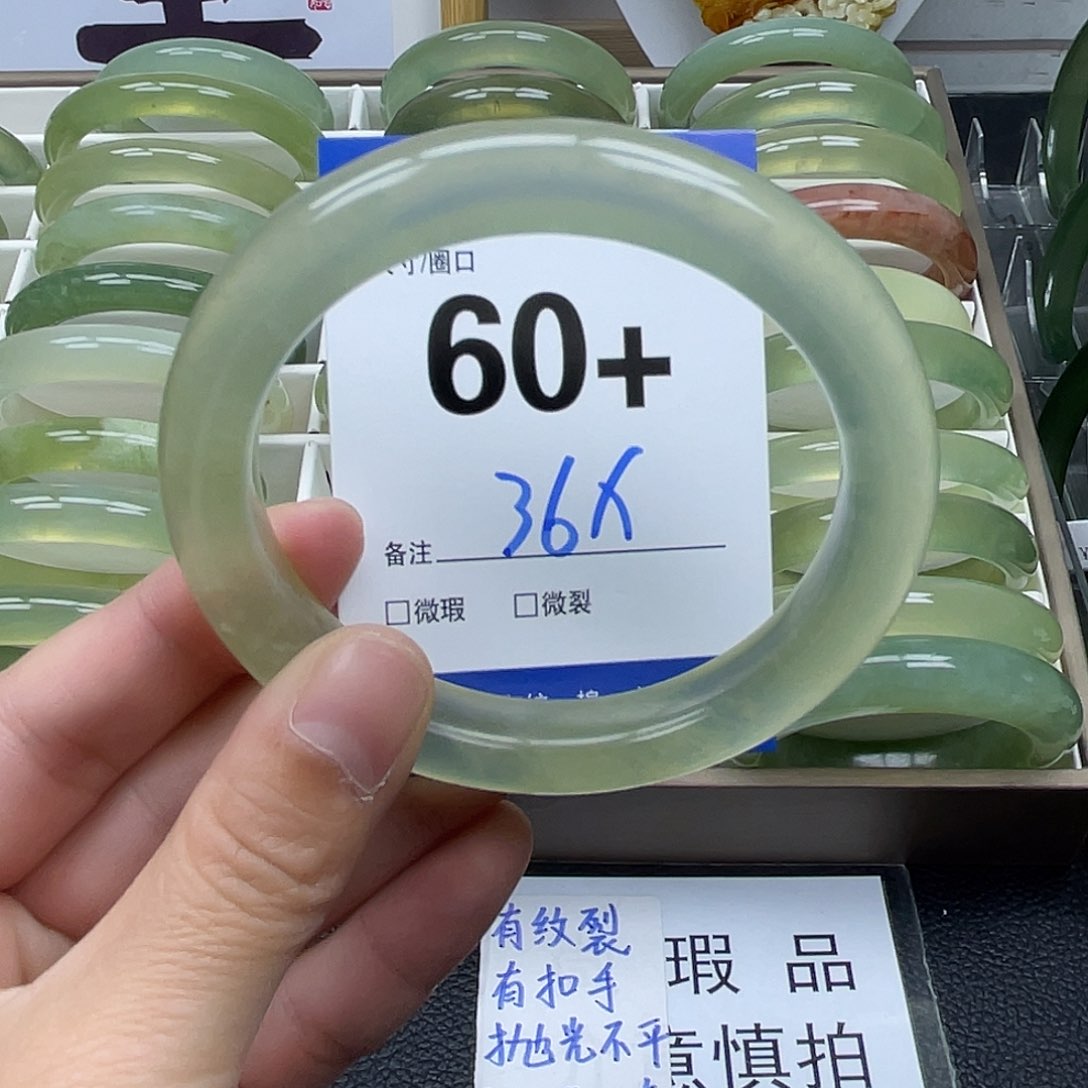 寸/圈口
60+
36X
备注
□微瑕 □微裂
有纹裂
有扣手
抛光不平
瑕品
意慎拍